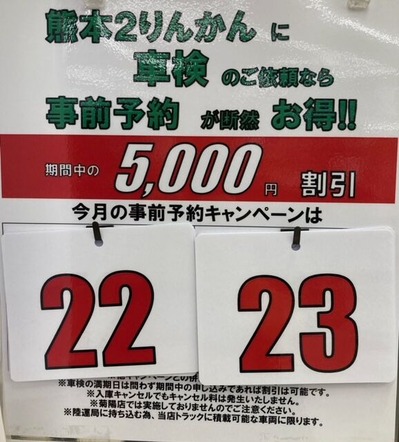 熊本2りんかんに
車検のご依頼なら
事前予約が断然お得!!
期間中の5,000円割引
今月の事前予約キャンペーンは
22 23
※車検の満期日は問わず期間中の申し込みであれば割引は可能です。
※入庫キャンセルでもキャンセル料は発生いたしません。
※菊陽店では実施しておりませんのでご注意ください。
※陸運局に持ち込む為、当店トラックに積載可能な車両に限ります。